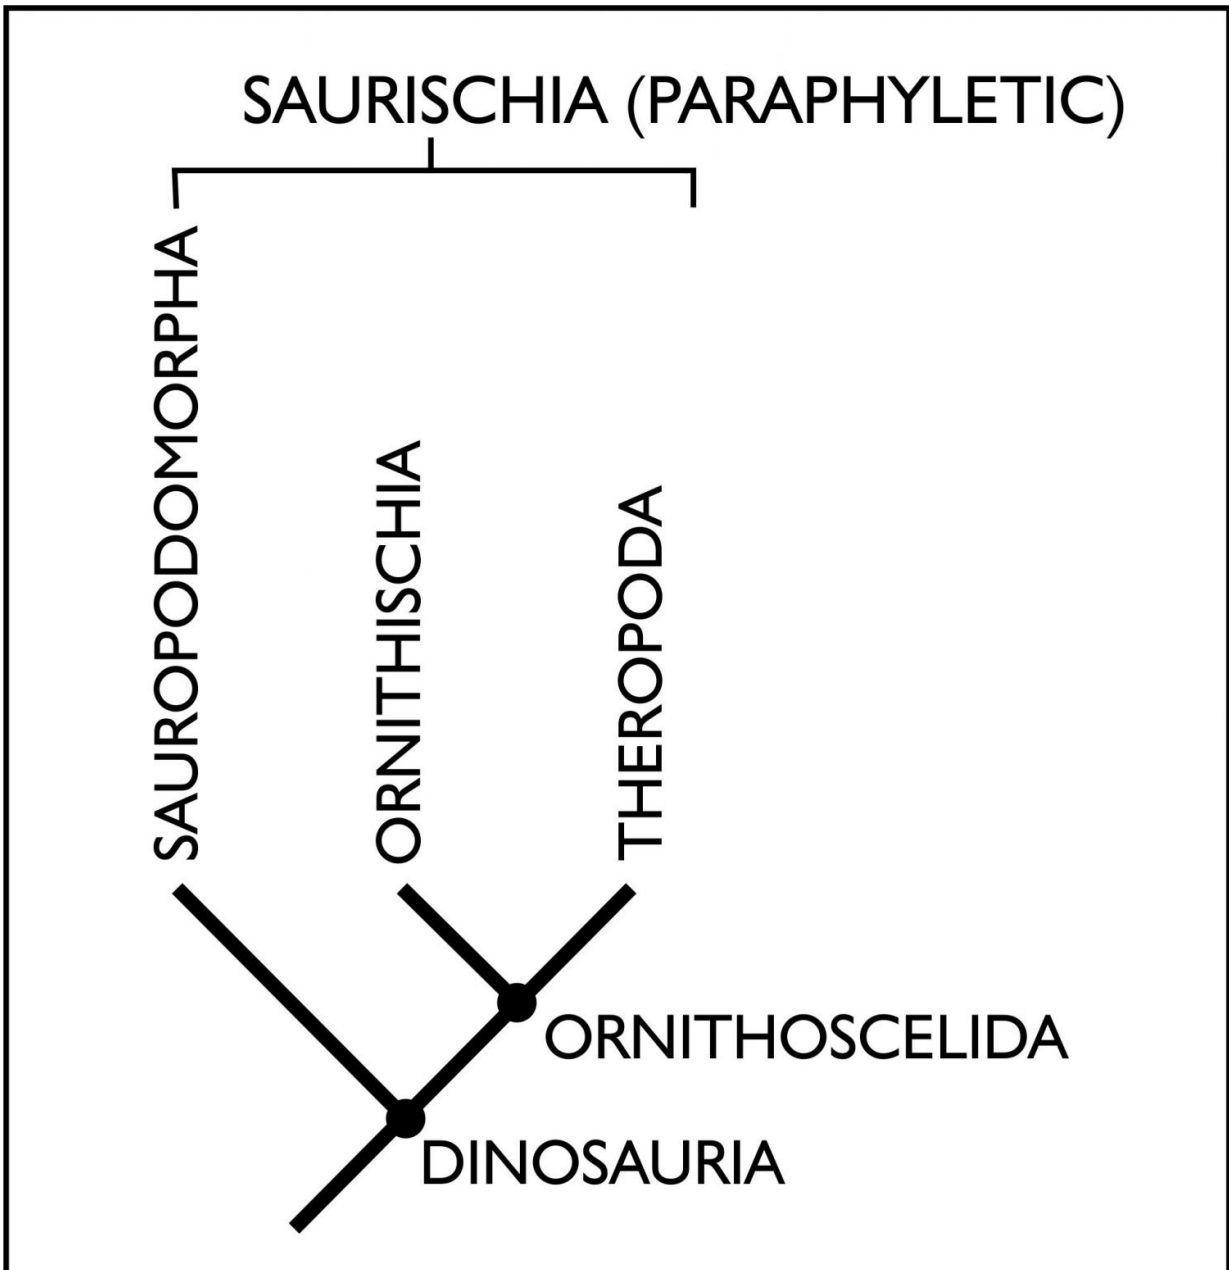 SAURISCHIA (PARAPHYLETIC)
SAUROPODOMORPHA
ORNITHISCHIA
THEROPODA
ORNITHOSCELIDA
DINOSAURIA